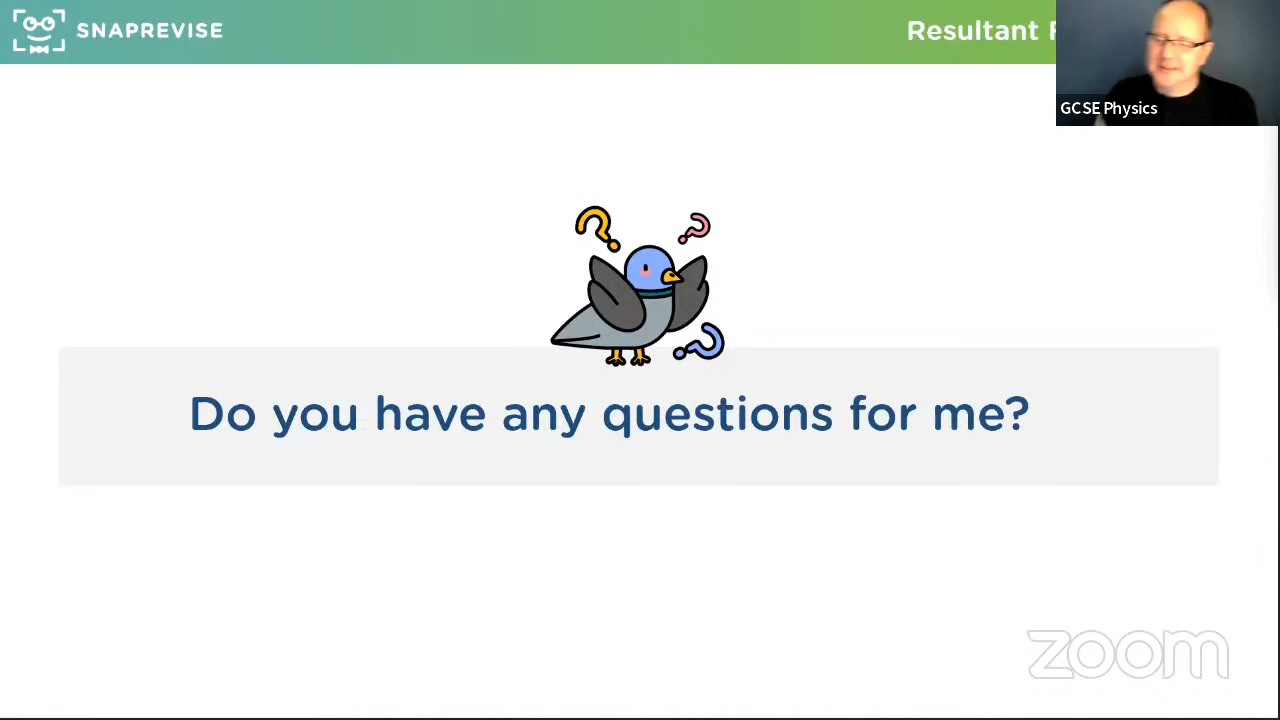 SNAPREVISE
Resultant
GCSE Physics
? ?
?
Do you have any questions for me?
zoom